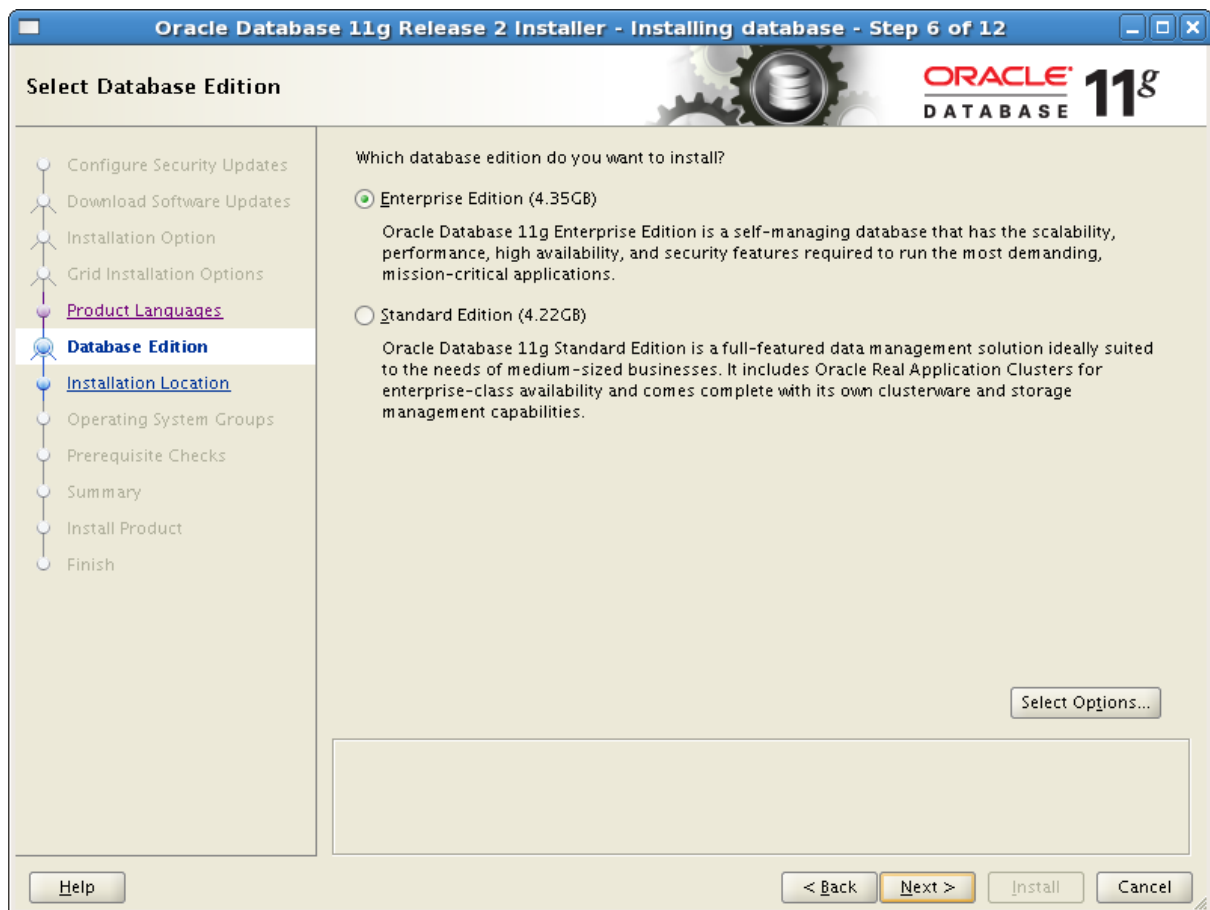 Oracle Database 11g Release 2 Installer - Installing database - Step 6 of 12
Select Database Edition
ORACLE
DATABASE
11g
Configure Security Updates
Download Software Updates
Installation Option
Grid Installation Options
Product Languages
Database Edition
Installation Location
Operating System Groups
Prerequisite Checks
Summary
Install Product
Finish
Which database edition do you want to install?
Enterprise Edition (4.35GB)
Oracle Database 11g Enterprise Edition is a self-managing database that has the scalability,
performance, high availability, and security features required to run the most demanding,
mission-critical applications.
Standard Edition (4.22GB)
Oracle Database 11g Standard Edition is a full-featured data management solution ideally suited
to the needs of medium-sized businesses. It includes Oracle Real Application Clusters for
enterprise-class availability and comes complete with its own clusterware and storage
management capabilities.
Select Options...
Help
< Back
Next >
Install
Cancel